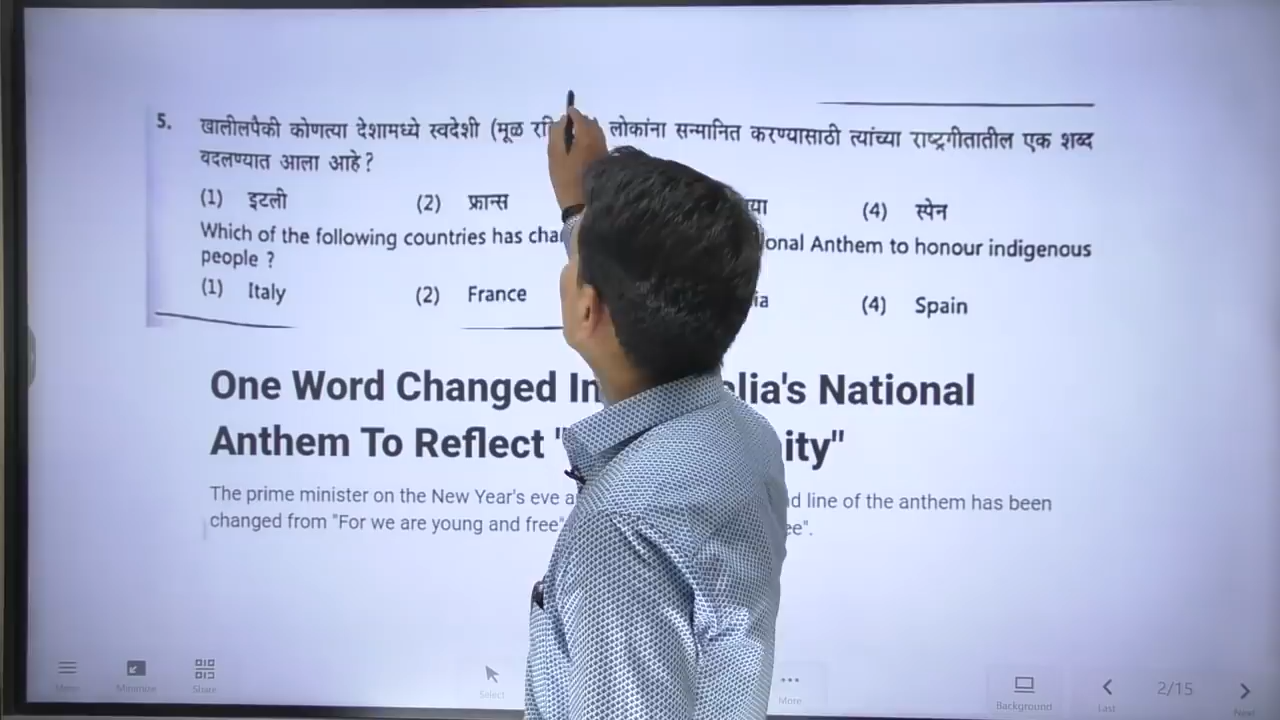 5. खालीलपैकी कोणत्या देशामध्ये स्वदेशी (मूळ लोकांना सन्मानित करण्यासाठी त्यांच्या राष्ट्रगीतातील एक शब्द
बदलण्यात आला आहे ?
(1) इटली (2) फ्रान्स (4) स्पेन
Which of the following countries has onal Anthem to honour indigenous
people ?
(1) Italy (2) France ia (4) Spain
One Word Changed In lia's National
Anthem To Reflect " ity"
The prime minister on the New Year's eve line of the anthem has been
changed from "For we are young and free" ee".
Menu Minimize Share Select More Background Last 2/15 Next